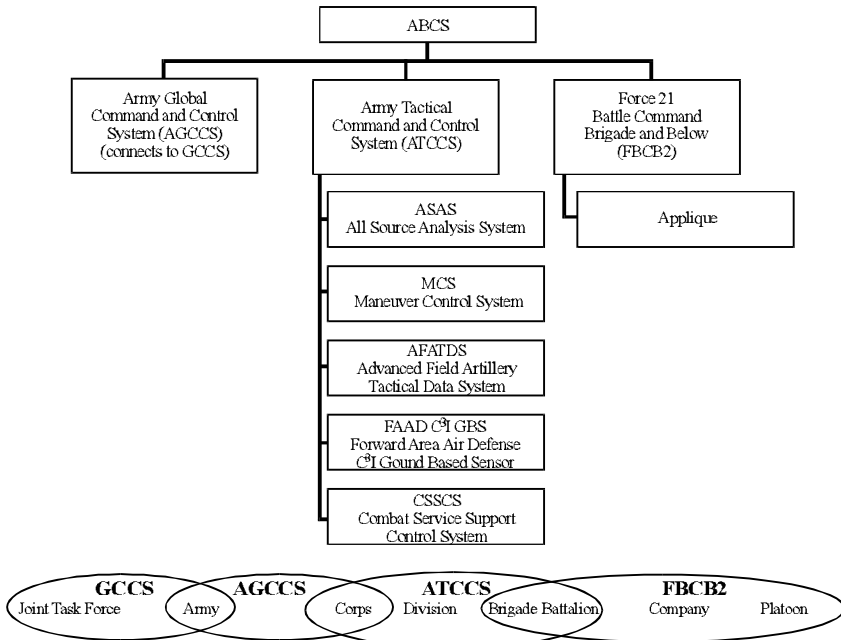 ABCS
Army Global
Command and Control
System (AGCCS)
(connects to GCCS)
Army Tactical
Command and Control
System (ATCCS)
Force 21
Battle Command
Brigade and Below
(FBCB2)
ASAS
All Source Analysis System
Applique
MCS
Maneuver Control System
AFATDS
Advanced Field Artillery
Tactical Data System
FAAD C³I GBS
Forward Area Air Defense
C³I Gound Based Sensor
CSSCS
Combat Service Support
Control System
GCCS AGCCS ATCCS FBCB2
Joint Task Force Army Corps Division Brigade Battalion Company Platoon